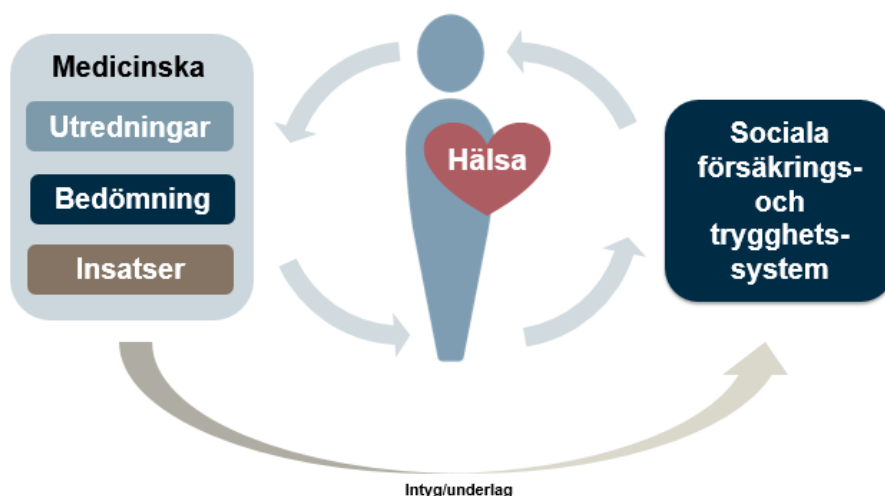 Medicinska
Utredningar
Bedömning
Insatser
Hälsa
Sociala
försäkrings-
och
trygghets-
system
Intyg/underlag